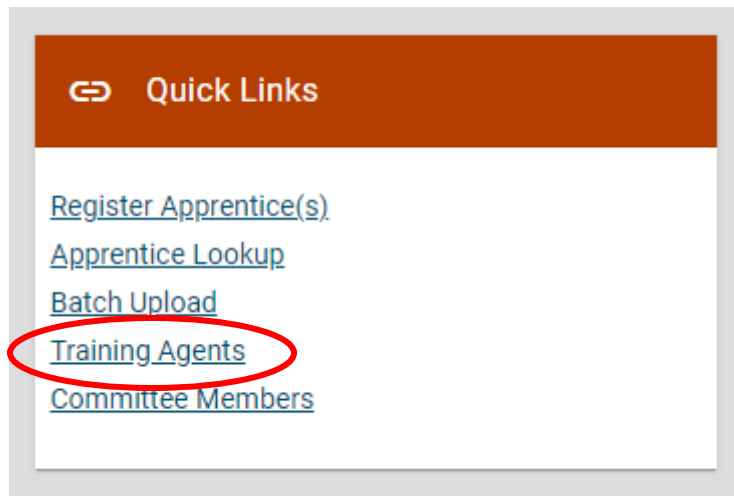 Quick Links
Register Apprentice(s)
Apprentice Lookup
Batch Upload
Training Agents
Committee Members